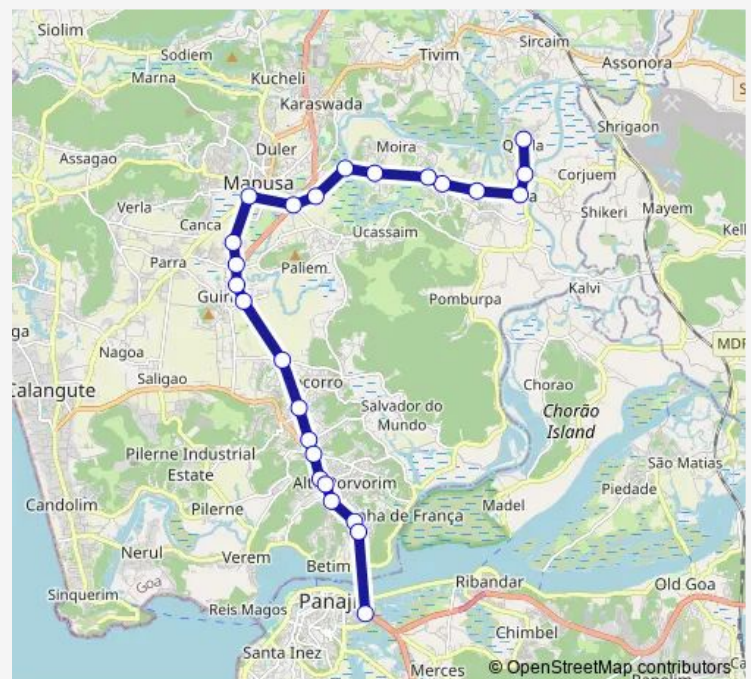 Siolim
Sircaim
Sodiem
Tivim
Assonora
Marna
Kucheli
Karaswada
Shrigaon
Duler
Moira
Assagao
Corjuem
Mapusa
Verla
Shikeri
Mayem
Canca
Ucassaim
Parra
Paliem
Kalvi
Pomburpa
MDR
Nagoa
Saligao
Chorao
Calangute
Salvador do
Mundo
Chorão
Island
Pilerne Industrial
Estate
São Matias
Piedade
Candolim
Pilerne
Madel
Nerul
Verem
Betim
Goa
Ribandar
Old Goa
Sinquerim
Reis Magos
Panaji
Chimbel
Santa Inez
Merces
© OpenStreetMap contributors